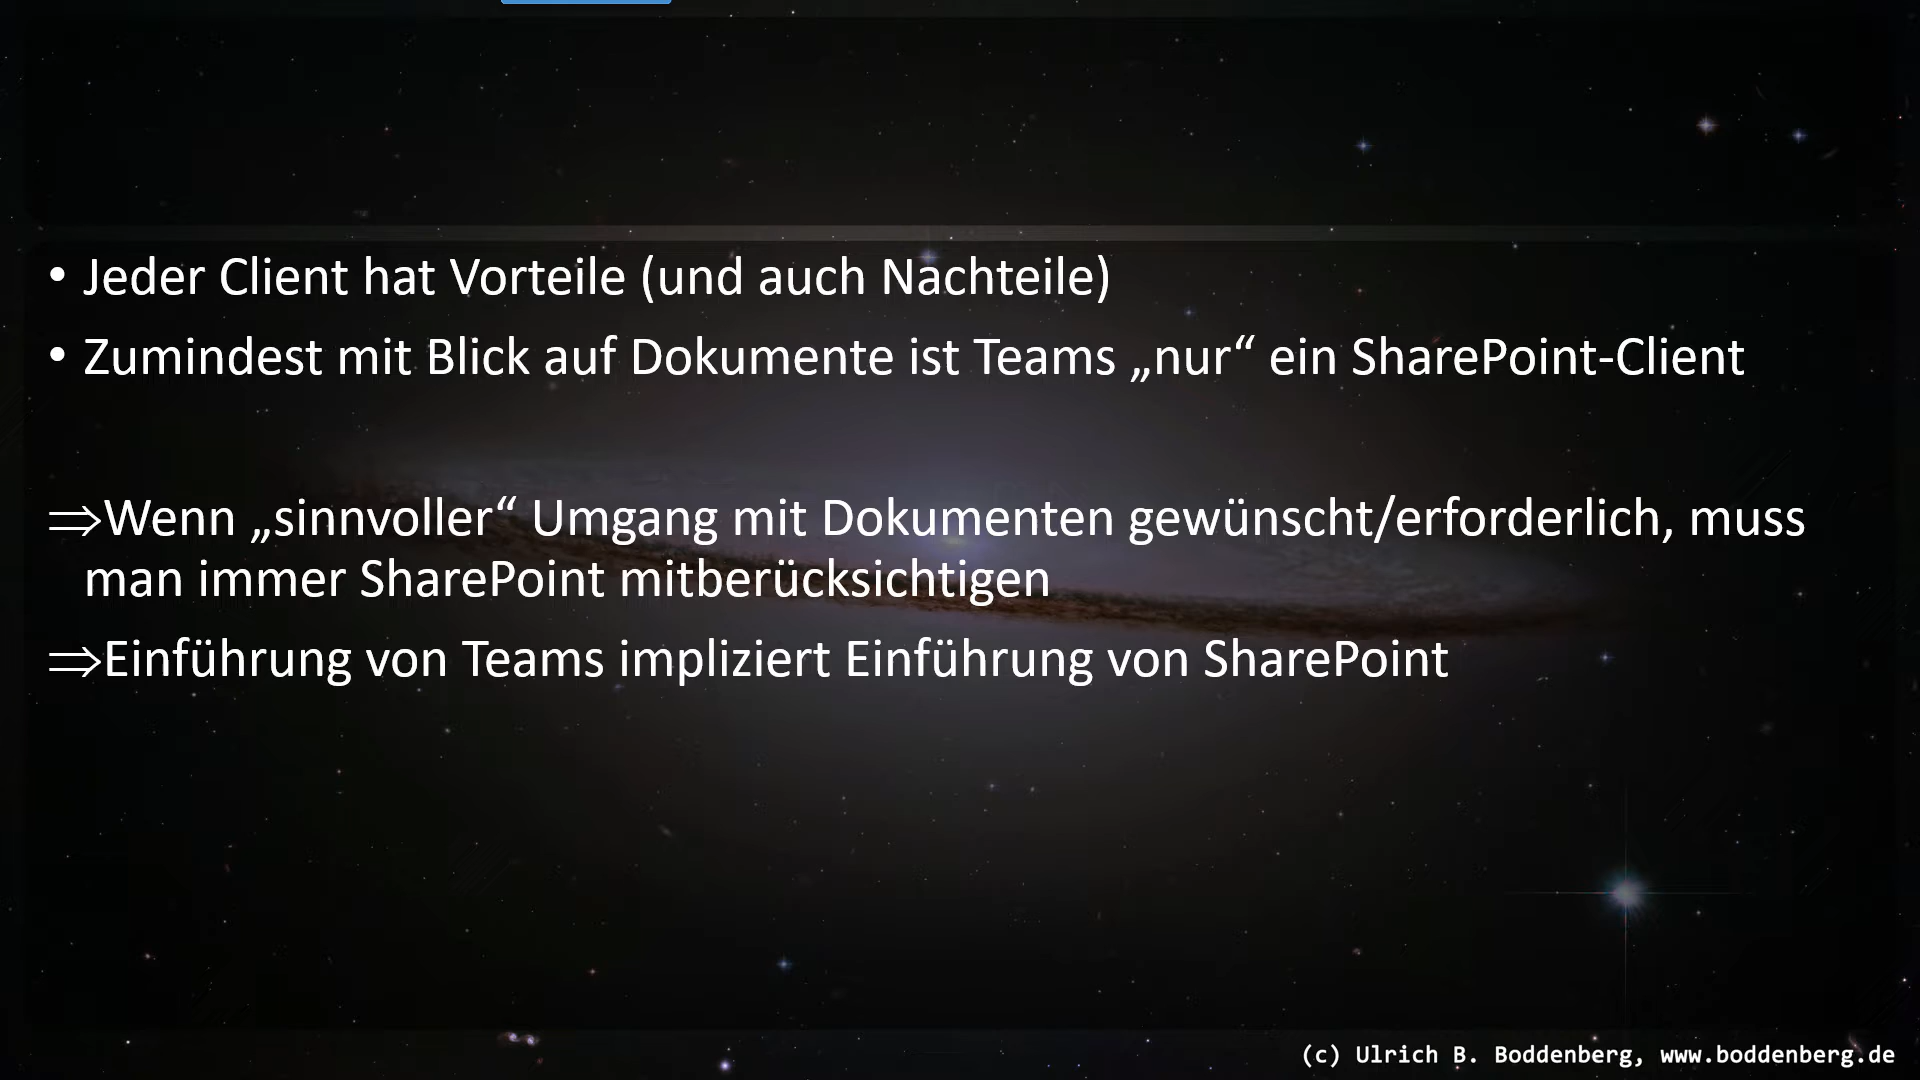 • Jeder Client hat Vorteile (und auch Nachteile)
• Zumindest mit Blick auf Dokumente ist Teams „nur“ ein SharePoint-Client
⇒Wenn „sinnvoller“ Umgang mit Dokumenten gewünscht/erforderlich, muss
man immer SharePoint mitberücksichtigen
⇒Einführung von Teams impliziert Einführung von SharePoint
(c) Ulrich B. Boddenberg, www.boddenberg.de